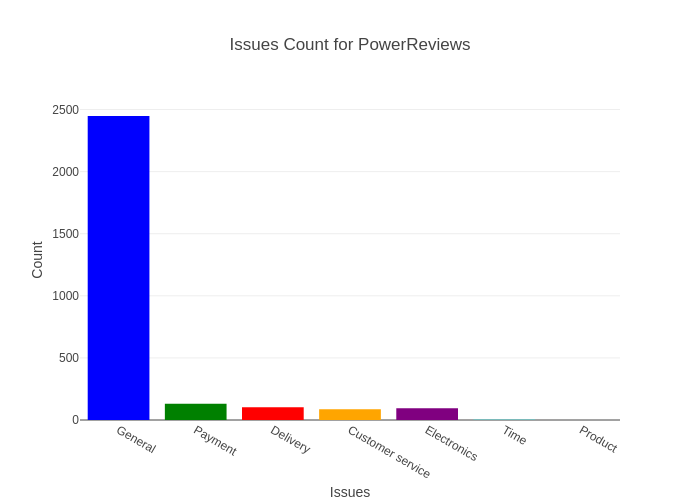 Issues Count for PowerReviews
2500
2000
1500
1000
500
0
Count
General
Payment
Delivery
Customer service
Electronics
Time
Product
Issues